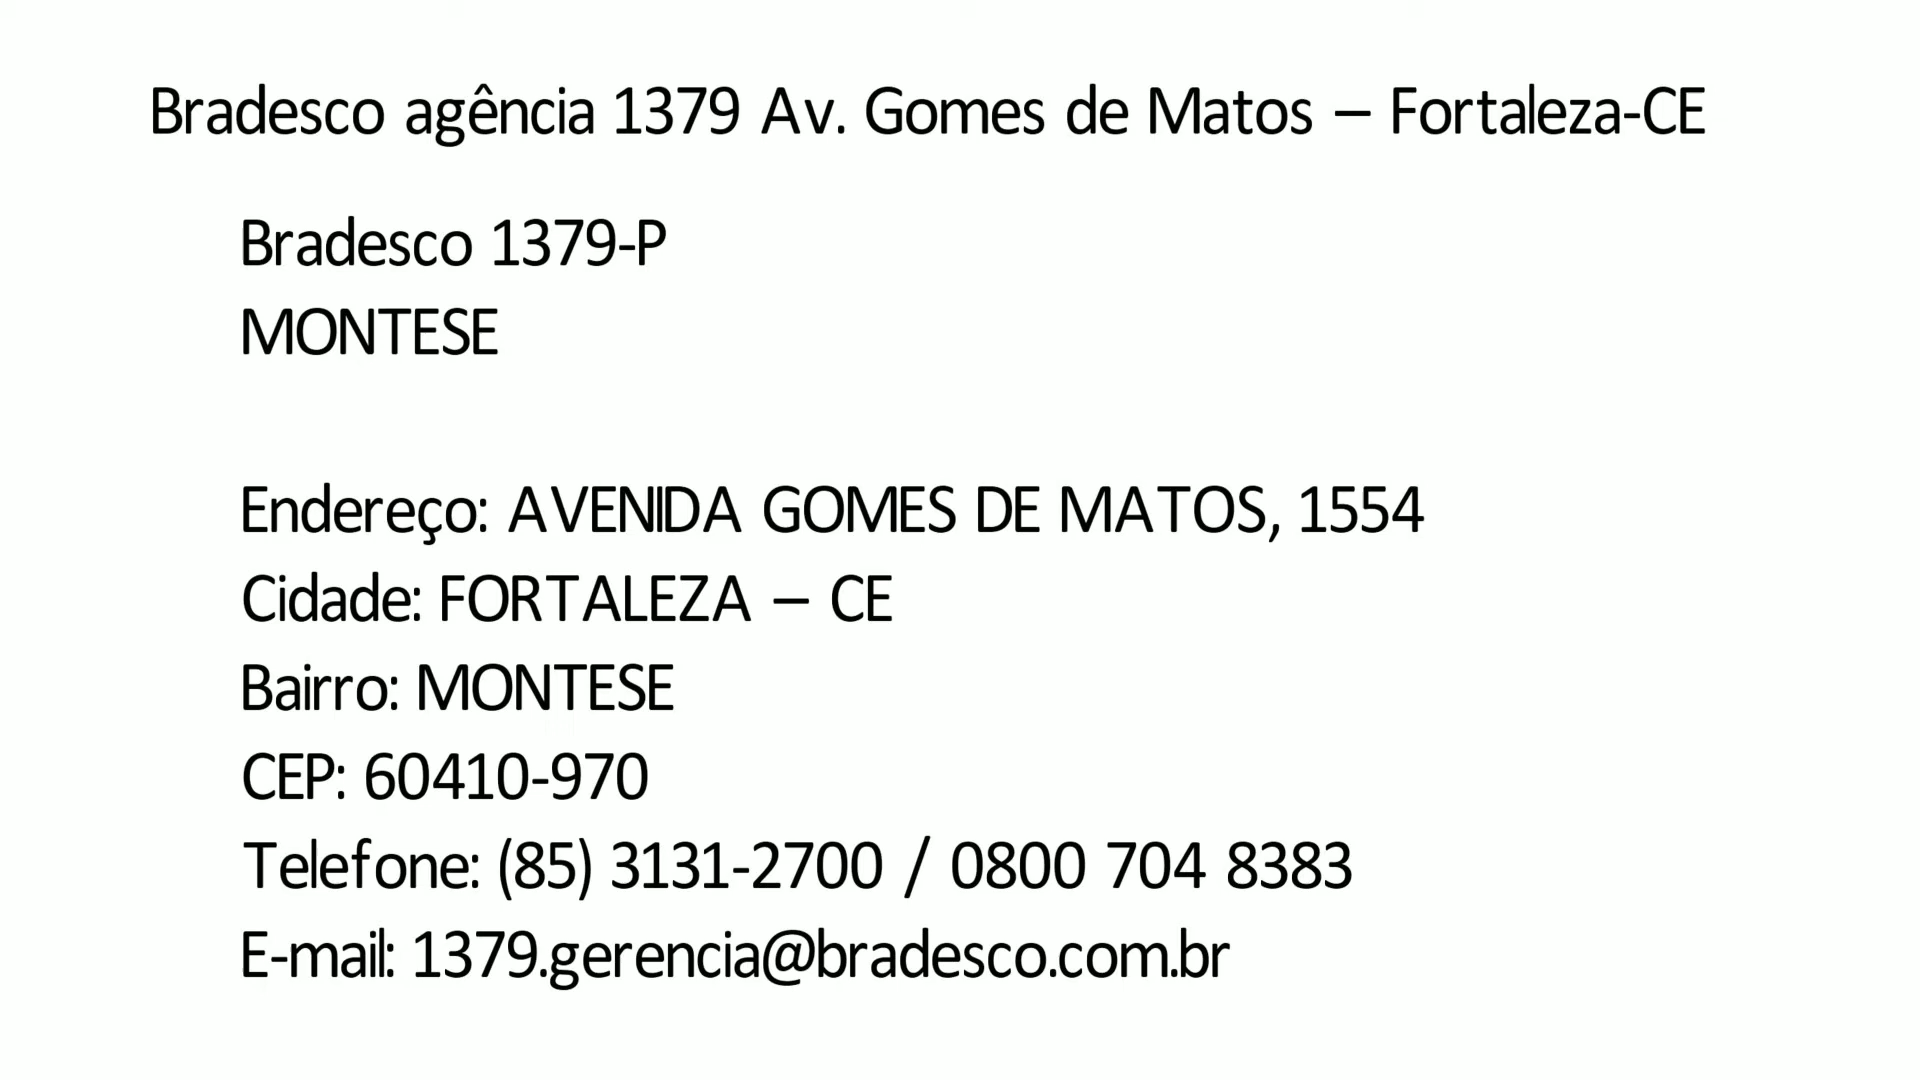 Bradesco agência 1379 Av. Gomes de Matos – Fortaleza-CE
Bradesco 1379-P
MONTESE
Endereço: AVENIDA GOMES DE MATOS, 1554
Cidade: FORTALEZA – CE
Bairro: MONTESE
CEP: 60410-970
Telefone: (85) 3131-2700 / 0800 704 8383
E-mail: 1379.gerencia@bradesco.com.br